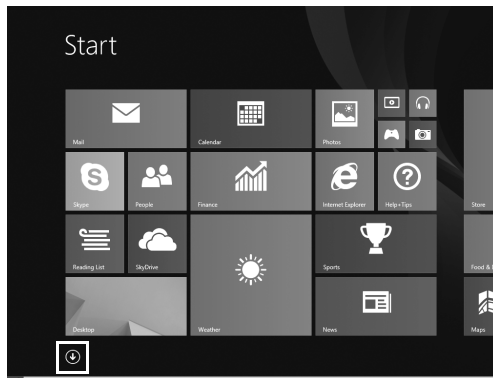 Start
Mail
Calendar
Photos
Skype
People
Finance
Internet Explorer
Help+Tips
Store
Reading List
SkyDrive
Sports
Food &
Desktop
Weather
News
Maps